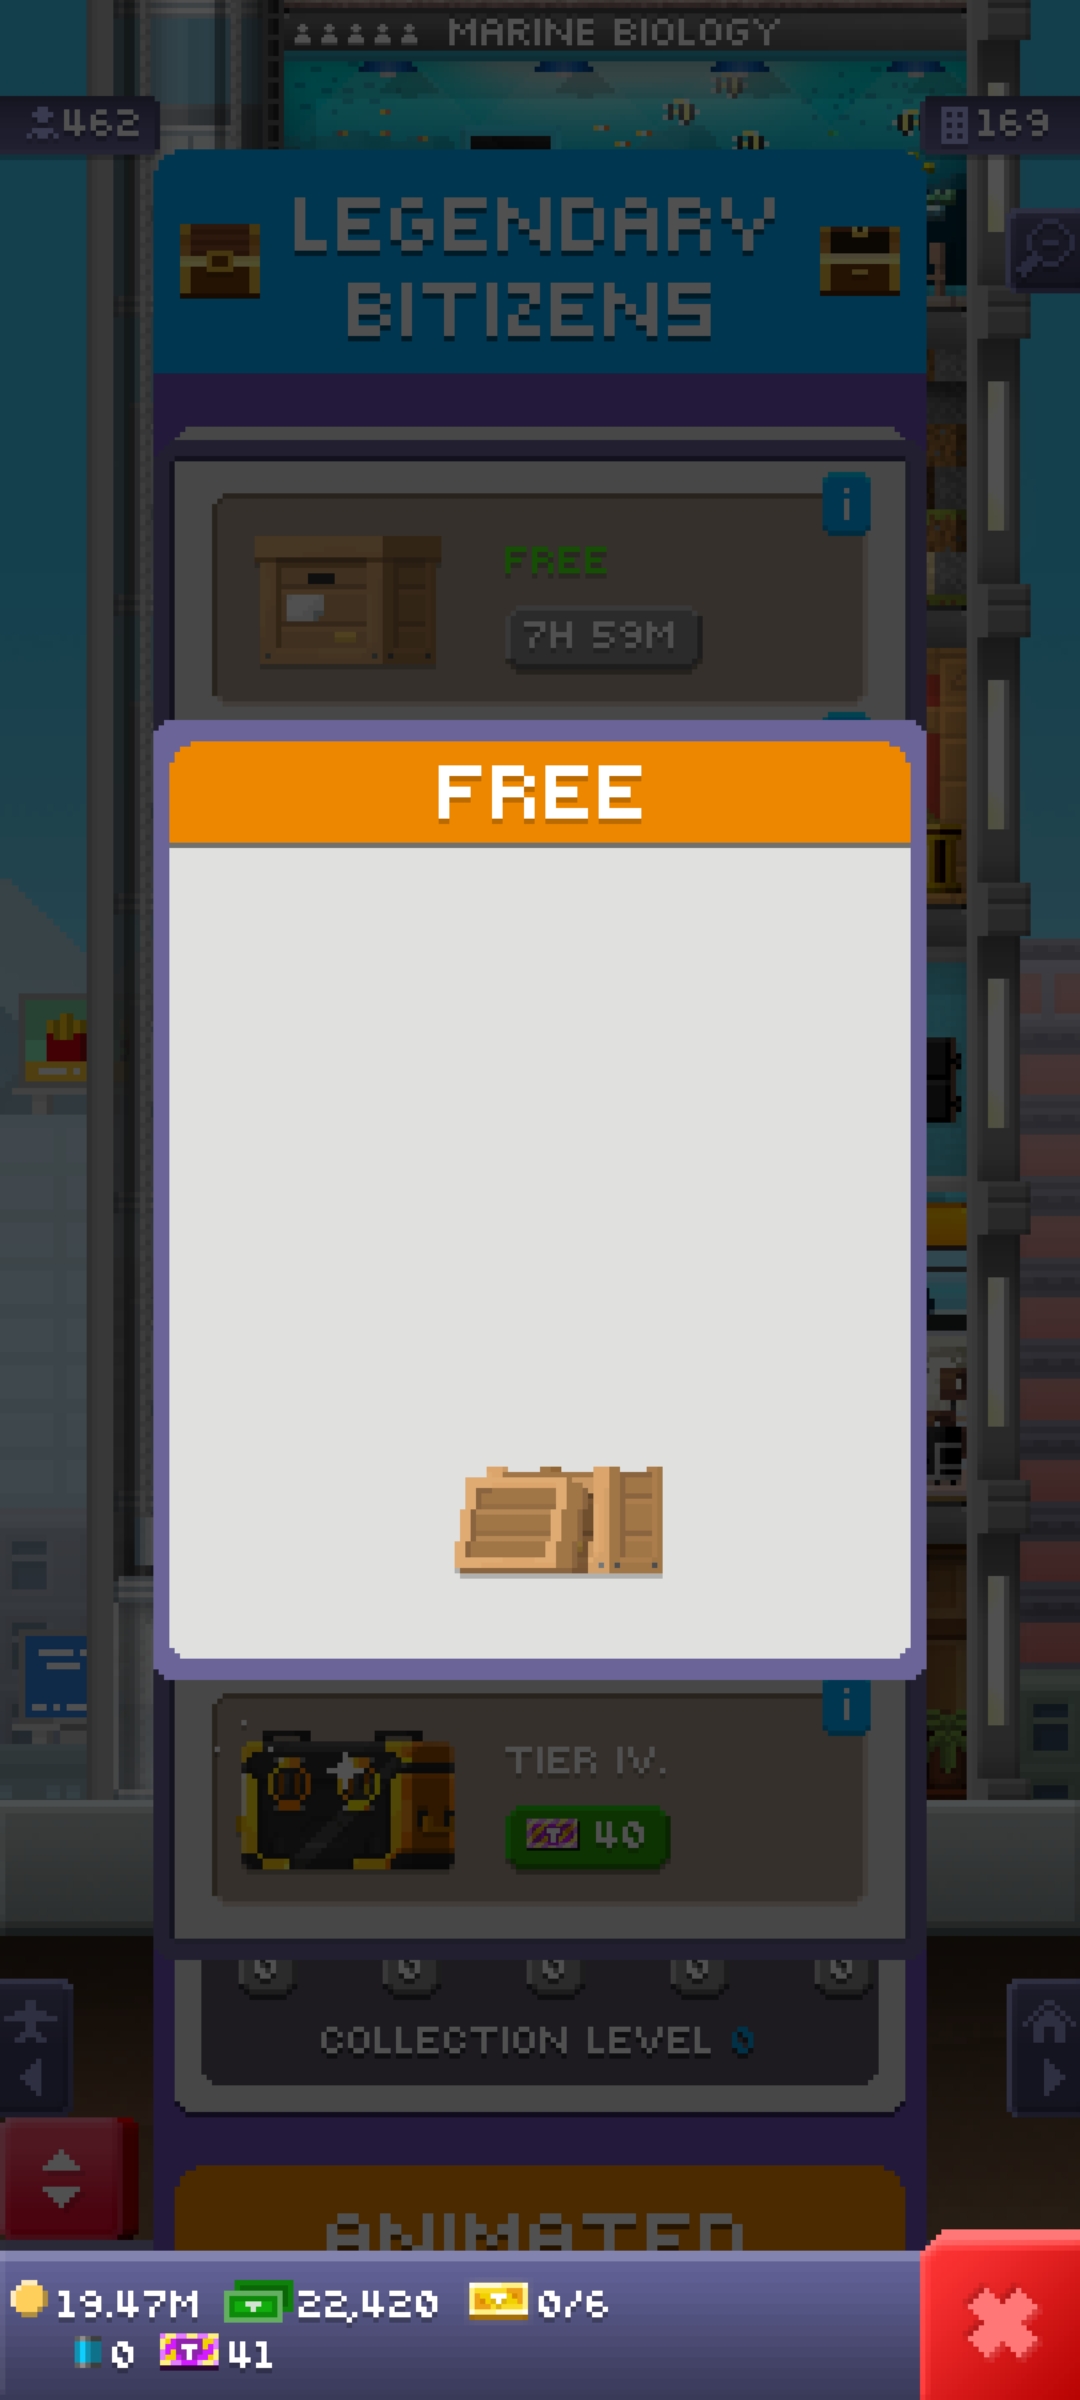 MARINE BIOLOGY
462
169
LEGENDARY
BITIZENS
i
FREE
7H 59M
FREE
i
TIER IV.
T 40
0 0 0 0 0
COLLECTION LEVEL 0
ANIMATED
19.47M T 22,420 T 0/6
0 T 41